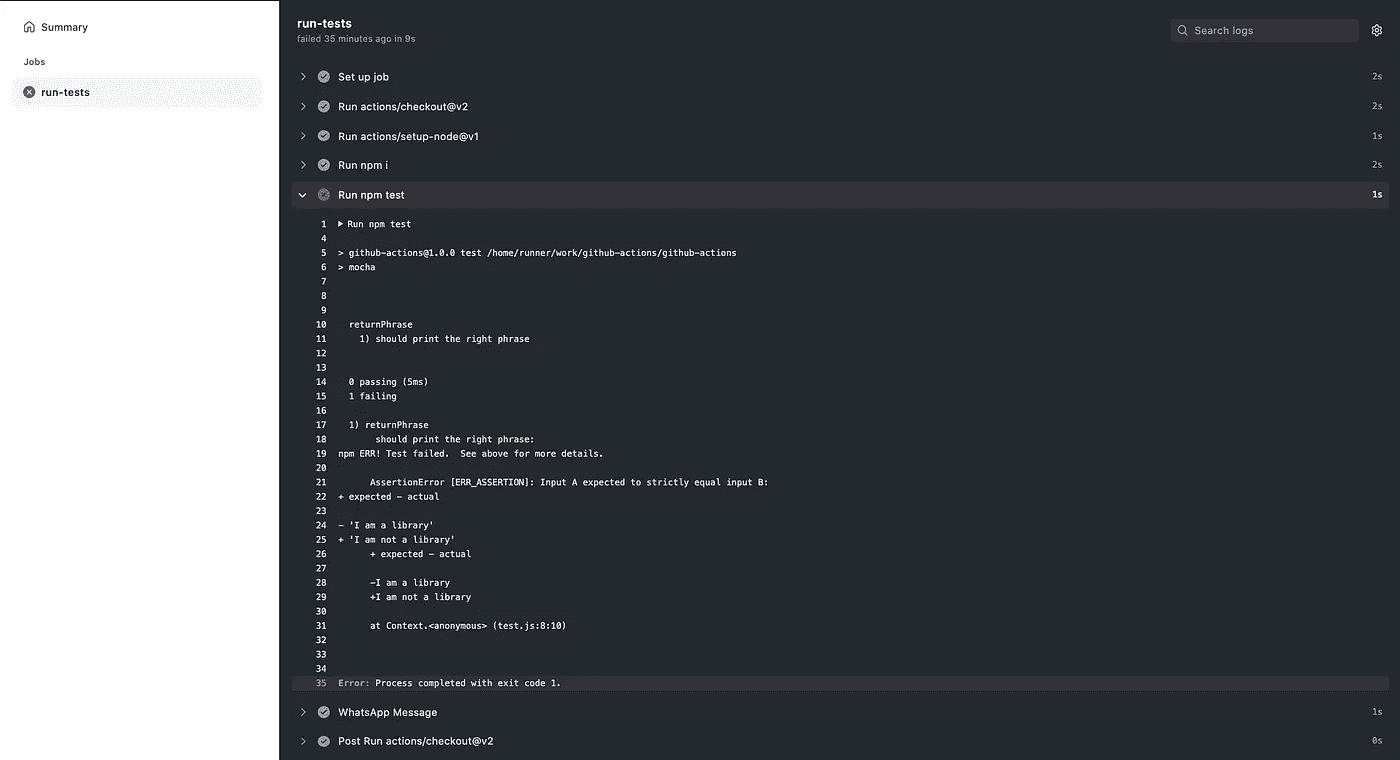 Summary
Jobs
run-tests
run-tests
failed 35 minutes ago in 9s
Search logs
Set up job 2s
Run actions/checkout@v2 2s
Run actions/setup-node@v1 1s
Run npm i 2s
Run npm test 1s
1 Run npm test
4
5 > github-actions@1.0.0 test /home/runner/work/github-actions/github-actions
6 > mocha
7
8
9
10 returnPhrase
11 1) should print the right phrase
12
13
14 0 passing (5ms)
15 1 failing
16
17 1) returnPhrase
18 should print the right phrase:
19 npm ERR! Test failed.  See above for more details.
20
21 AssertionError [ERR_ASSERTION]: Input A expected to strictly equal input B:
22 + expected - actual
23
24 - 'I am a library'
25 + 'I am not a library'
26 + expected - actual
27
28 -I am a library
29 +I am not a library
30
31 at Context.<anonymous> (test.js:8:10)
32
33
34
35 Error: Process completed with exit code 1.
WhatsApp Message 1s
Post Run actions/checkout@v2 0s